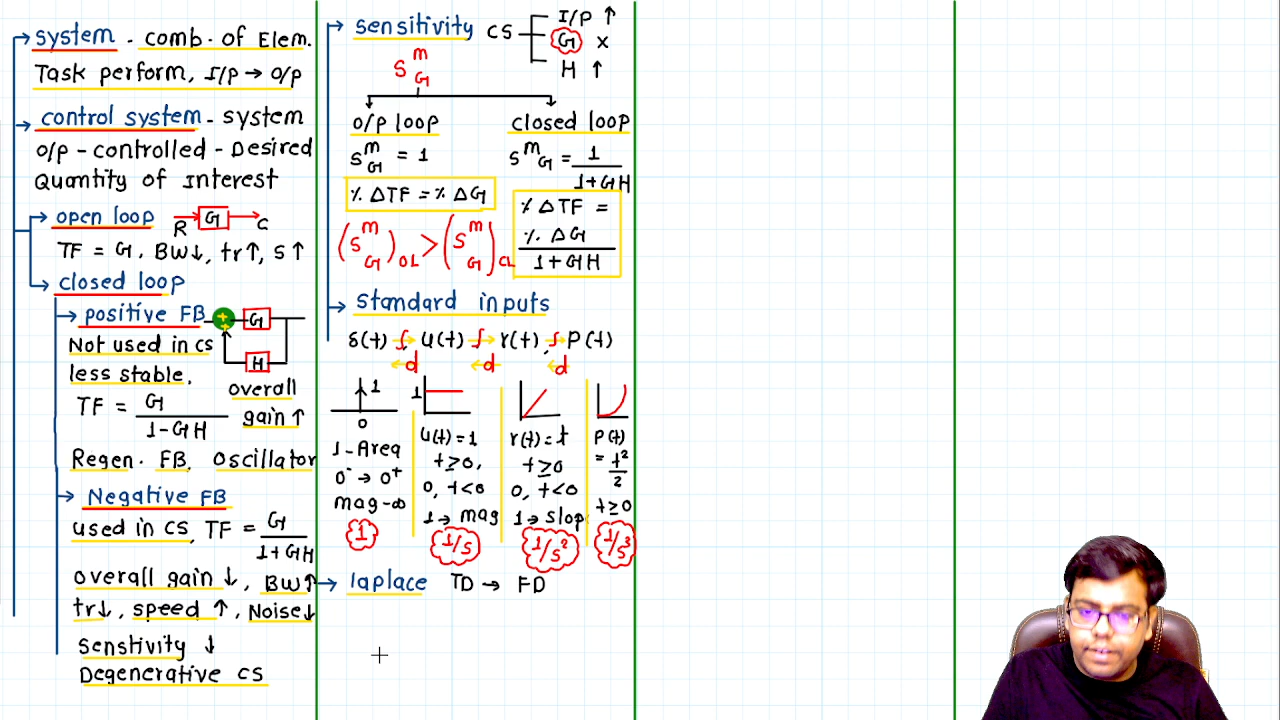 system - comb. of Elem.
Task perform, I/p → o/p
control system - system
o/p - controlled - Desired
Quantity of Interest
open loop R G C
TF = G, BW↓, tr↑, S↑
closed loop
positive FB + + G
Not used in cs H
less stable.
overall
TF = G / 1-GH gain ↑
Regen. FB, Oscillator
Negative FB
used in cs, TF = G / 1+GH
overall gain ↓, BW↑
tr↓, speed ↑, Noise↓
Senstivity ↓
Degenerative cs
sensitivity cs I/P ↑
G x
H ↑
S^m_G
o/p loop closed loop
S^m_G = 1 S^m_G = 1 / 1+GH
% ΔTF = % ΔG
% ΔTF = % ΔG / 1+GH
(S^m_G)_OL > (S^m_G)_CL
standard inputs
δ(t) ∫→ u(t) ∫→ r(t), ∫→ P(t)
←d ←d ←d
1
0
1-Area
0⁻ → 0⁺
mag-∞
1
1
u(t)=1
t≥0,
0, t<0
1→ mag
1/s
r(t)=t
t≥0
0, t<0
1→ slop
1/s²
P(t)
= t²/2
t≥0
1/s³
laplace TD → FD